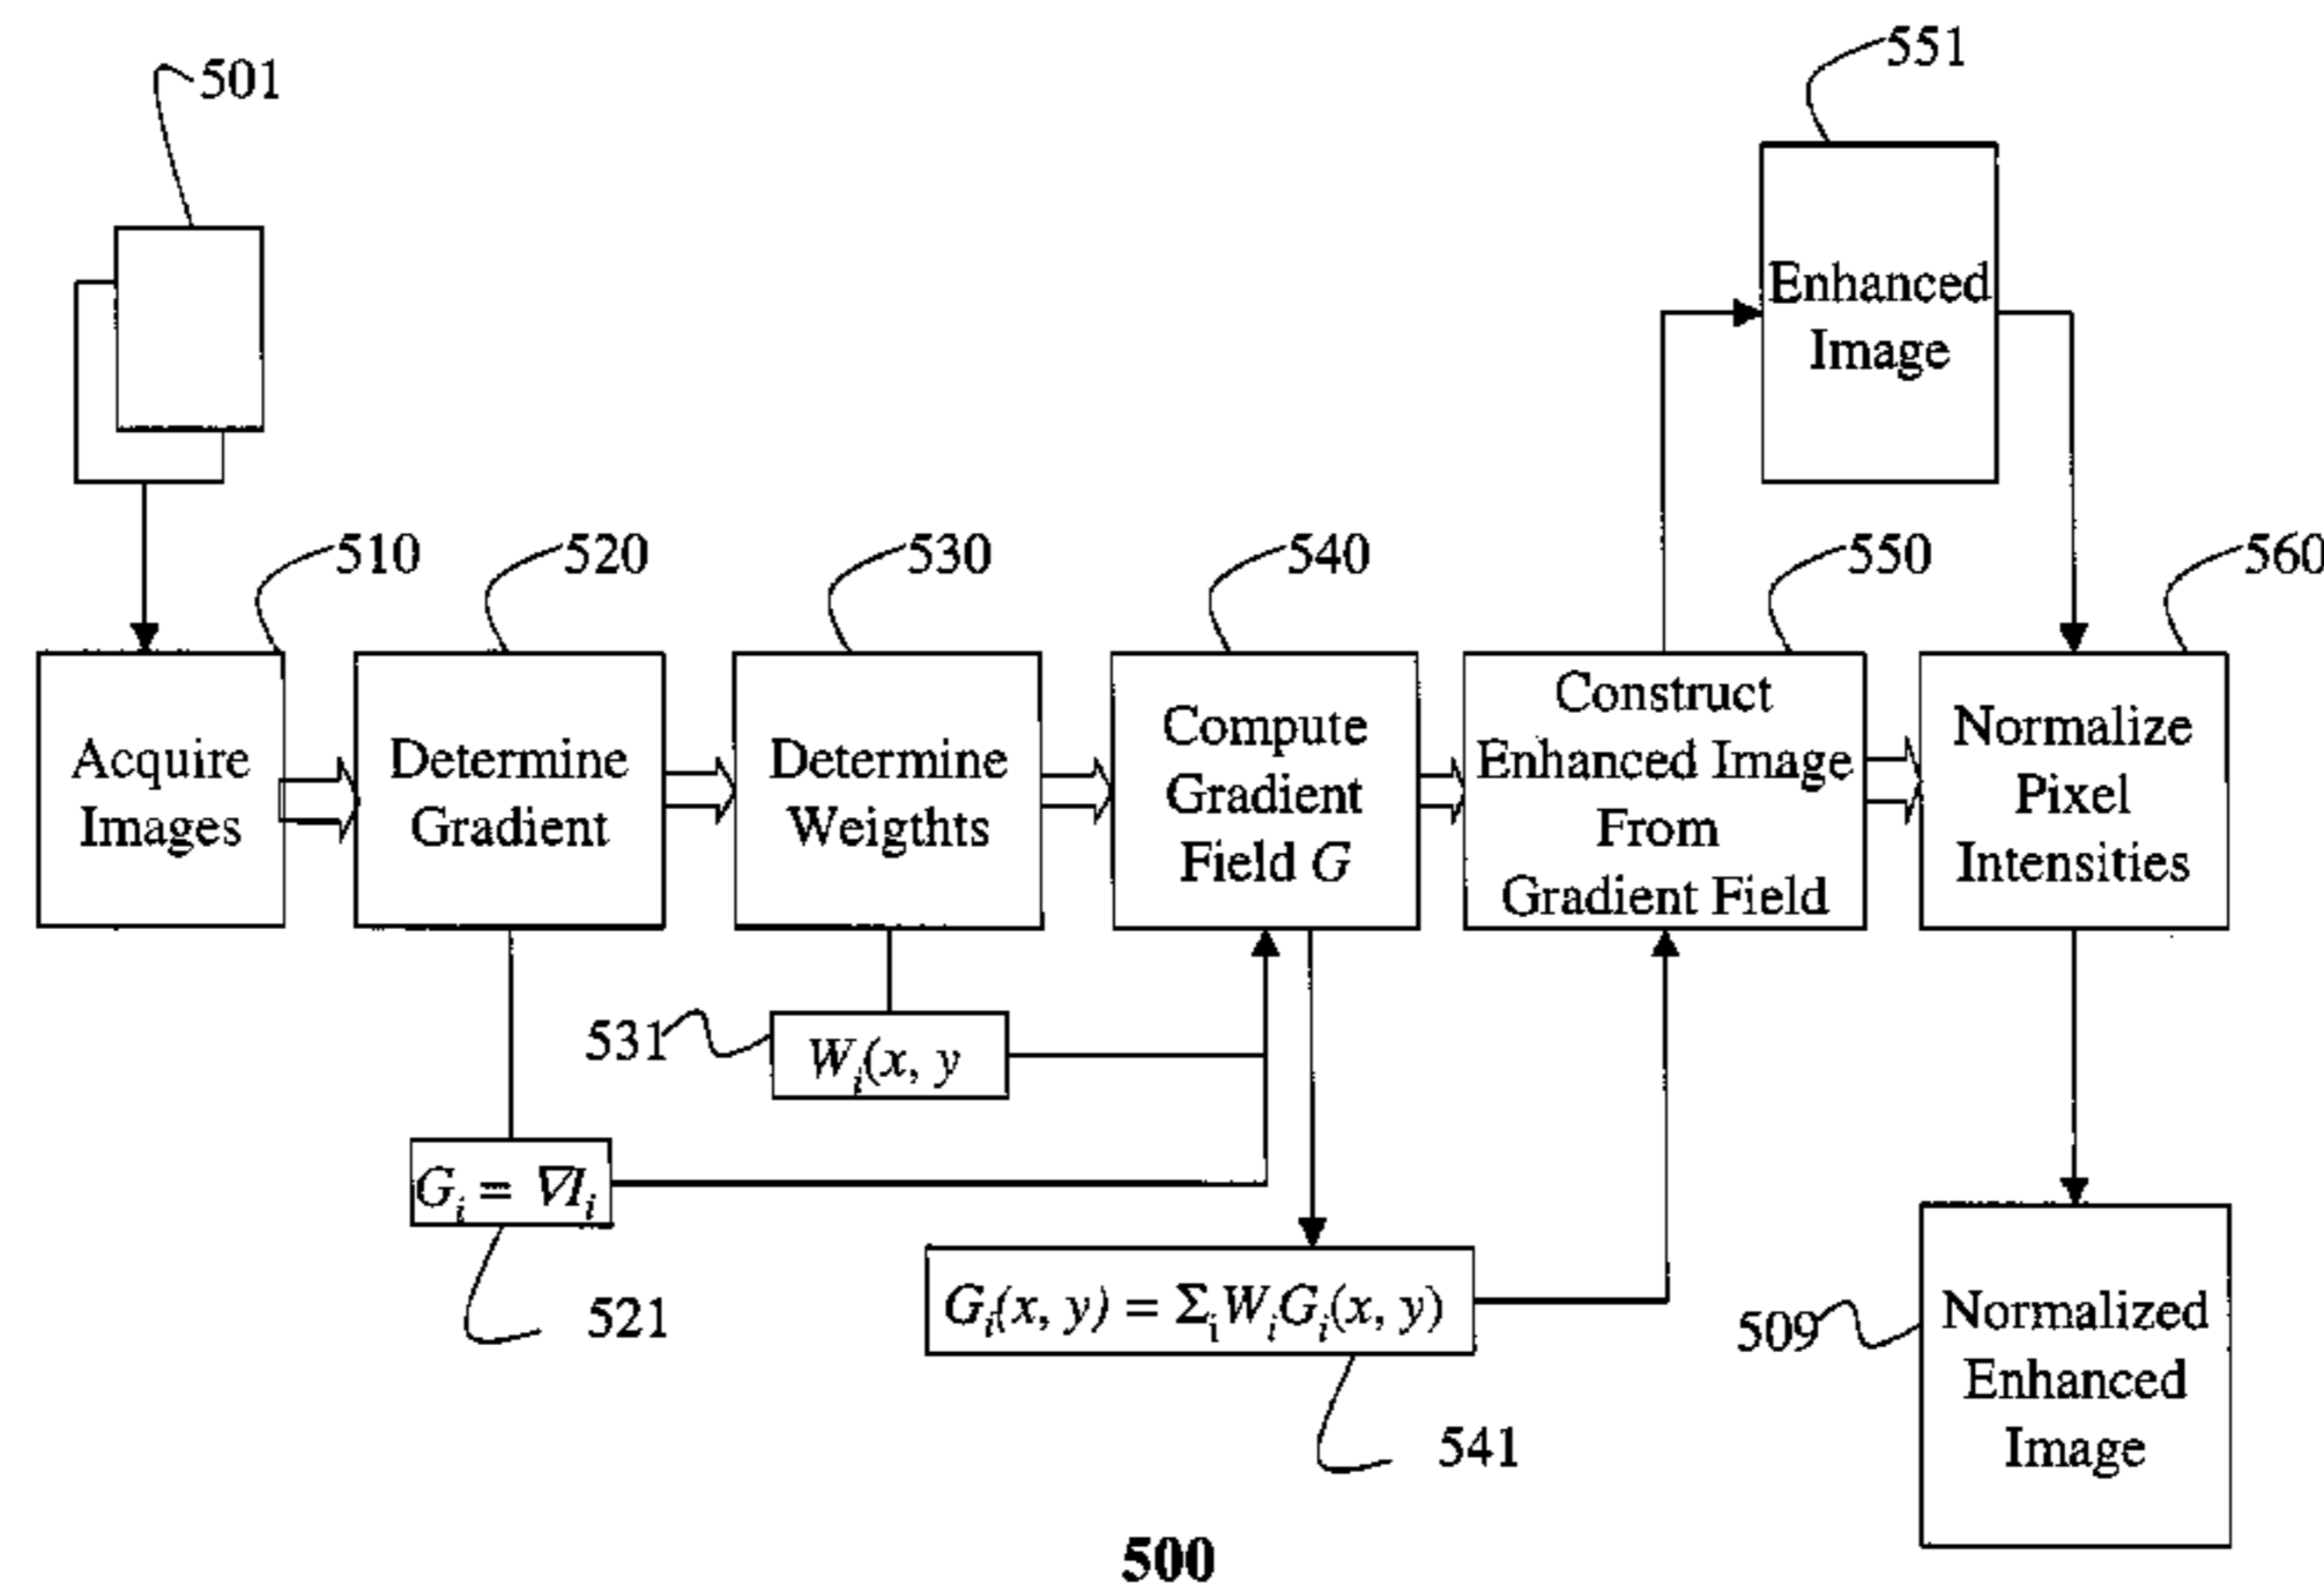 501
551
Enhanced
Image
510
520
530
540
550
560
Acquire
Images
Determine
Gradient
Determine
Weigthts
Compute
Gradient
Field G
Construct
Enhanced Image
From
Gradient Field
Normalize
Pixel
Intensities
531
W_i(x, y
G_i = ∇I_i
521
G_i(x, y) = Σ_i W_i G_i(x, y)
541
509
Normalized
Enhanced
Image
500